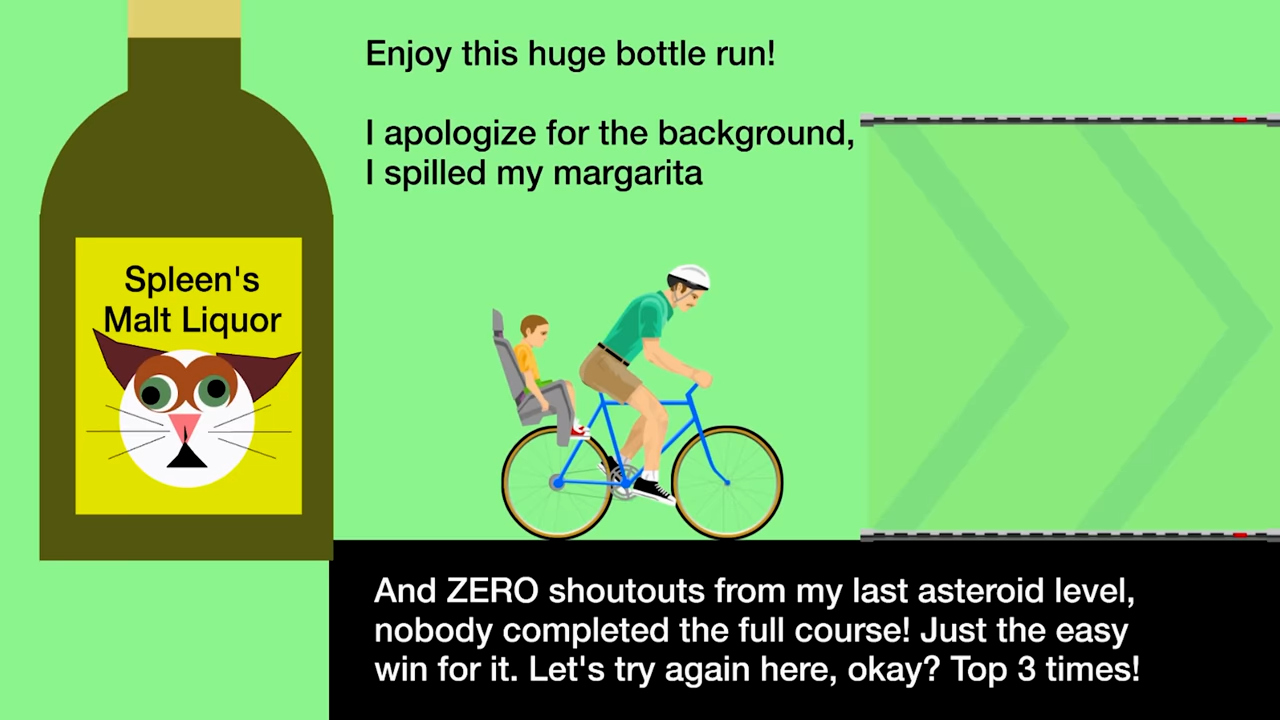 Enjoy this huge bottle run!
I apologize for the background,
I spilled my margarita
Spleen's
Malt Liquor
And ZERO shoutouts from my last asteroid level,
nobody completed the full course! Just the easy
win for it. Let's try again here, okay? Top 3 times!